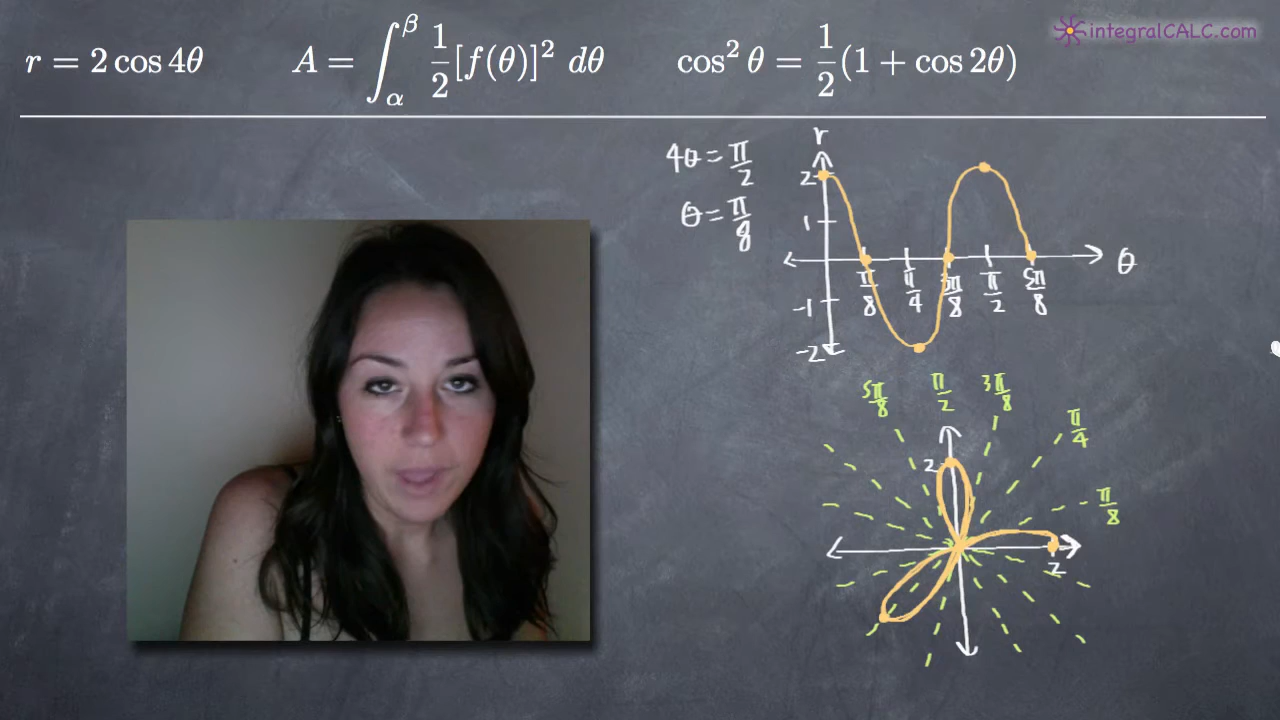 integralCALC.com
r = 2 cos 4θ
A = ∫_α^β 1/2 [f(θ)]² dθ
cos² θ = 1/2 (1 + cos 2θ)
4θ = π/2
θ = π/8
r
2
1
-1
-2
π/8 π/4 3π/8 π/2 5π/8
θ
5π/8 π/2 3π/8
π/4
π/8
2
2